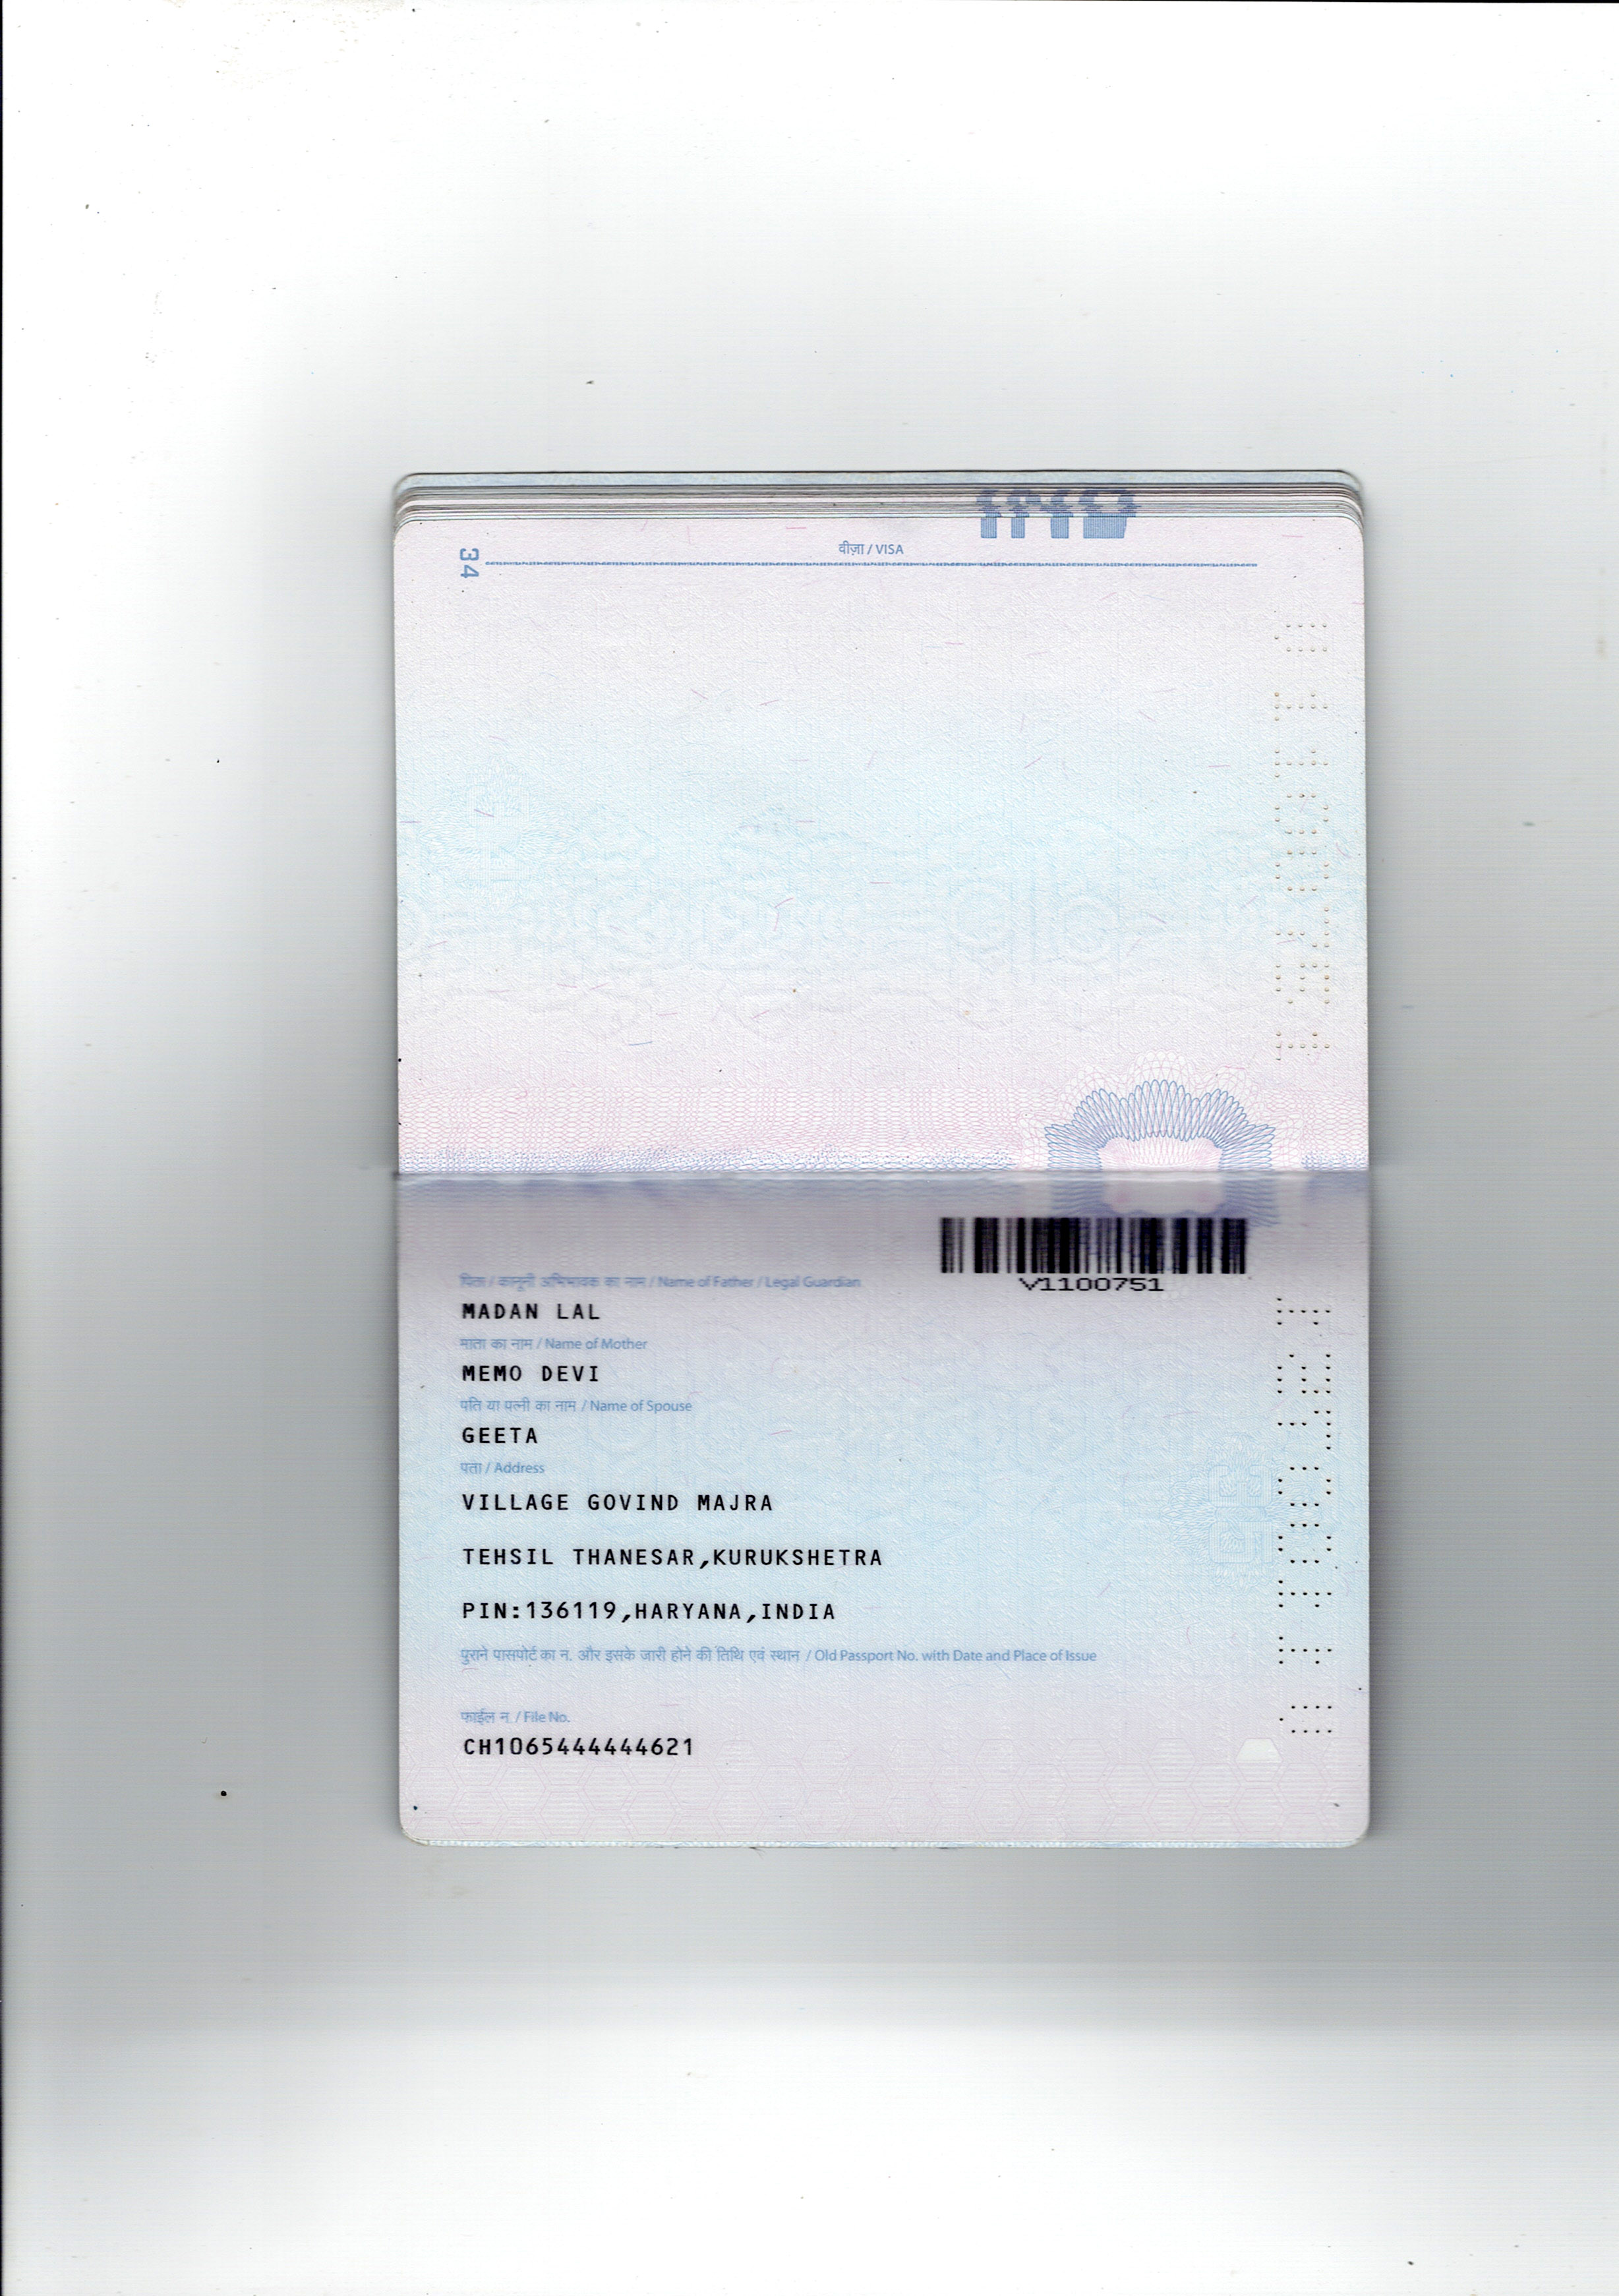 34
वीज़ा / VISA
V1100751
पिता / कानूनी अभिभावक का नाम / Name of Father / Legal Guardian
MADAN LAL
माता का नाम / Name of Mother
MEMO DEVI
पति या पत्नी का नाम / Name of Spouse
GEETA
पता / Address
VILLAGE GOVIND MAJRA
TEHSIL THANESAR,KURUKSHETRA
PIN:136119,HARYANA,INDIA
पुराने पासपोर्ट का न. और इसके जारी होने की तिथि एवं स्थान / Old Passport No. with Date and Place of Issue
फाईल न. / File No.
CH1065444444621